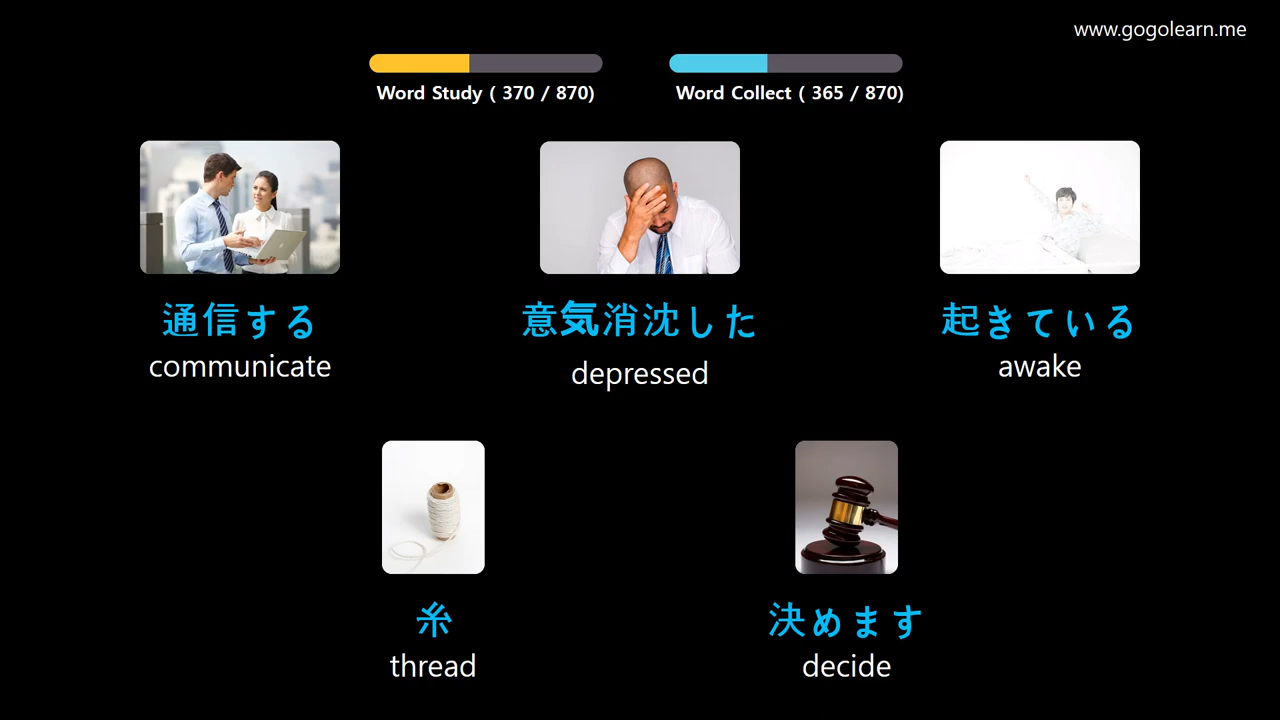 www.gogolearn.me
Word Study ( 370 / 870)
Word Collect ( 365 / 870)
通信する
communicate
意気消沈した
depressed
起きている
awake
糸
thread
決めます
decide